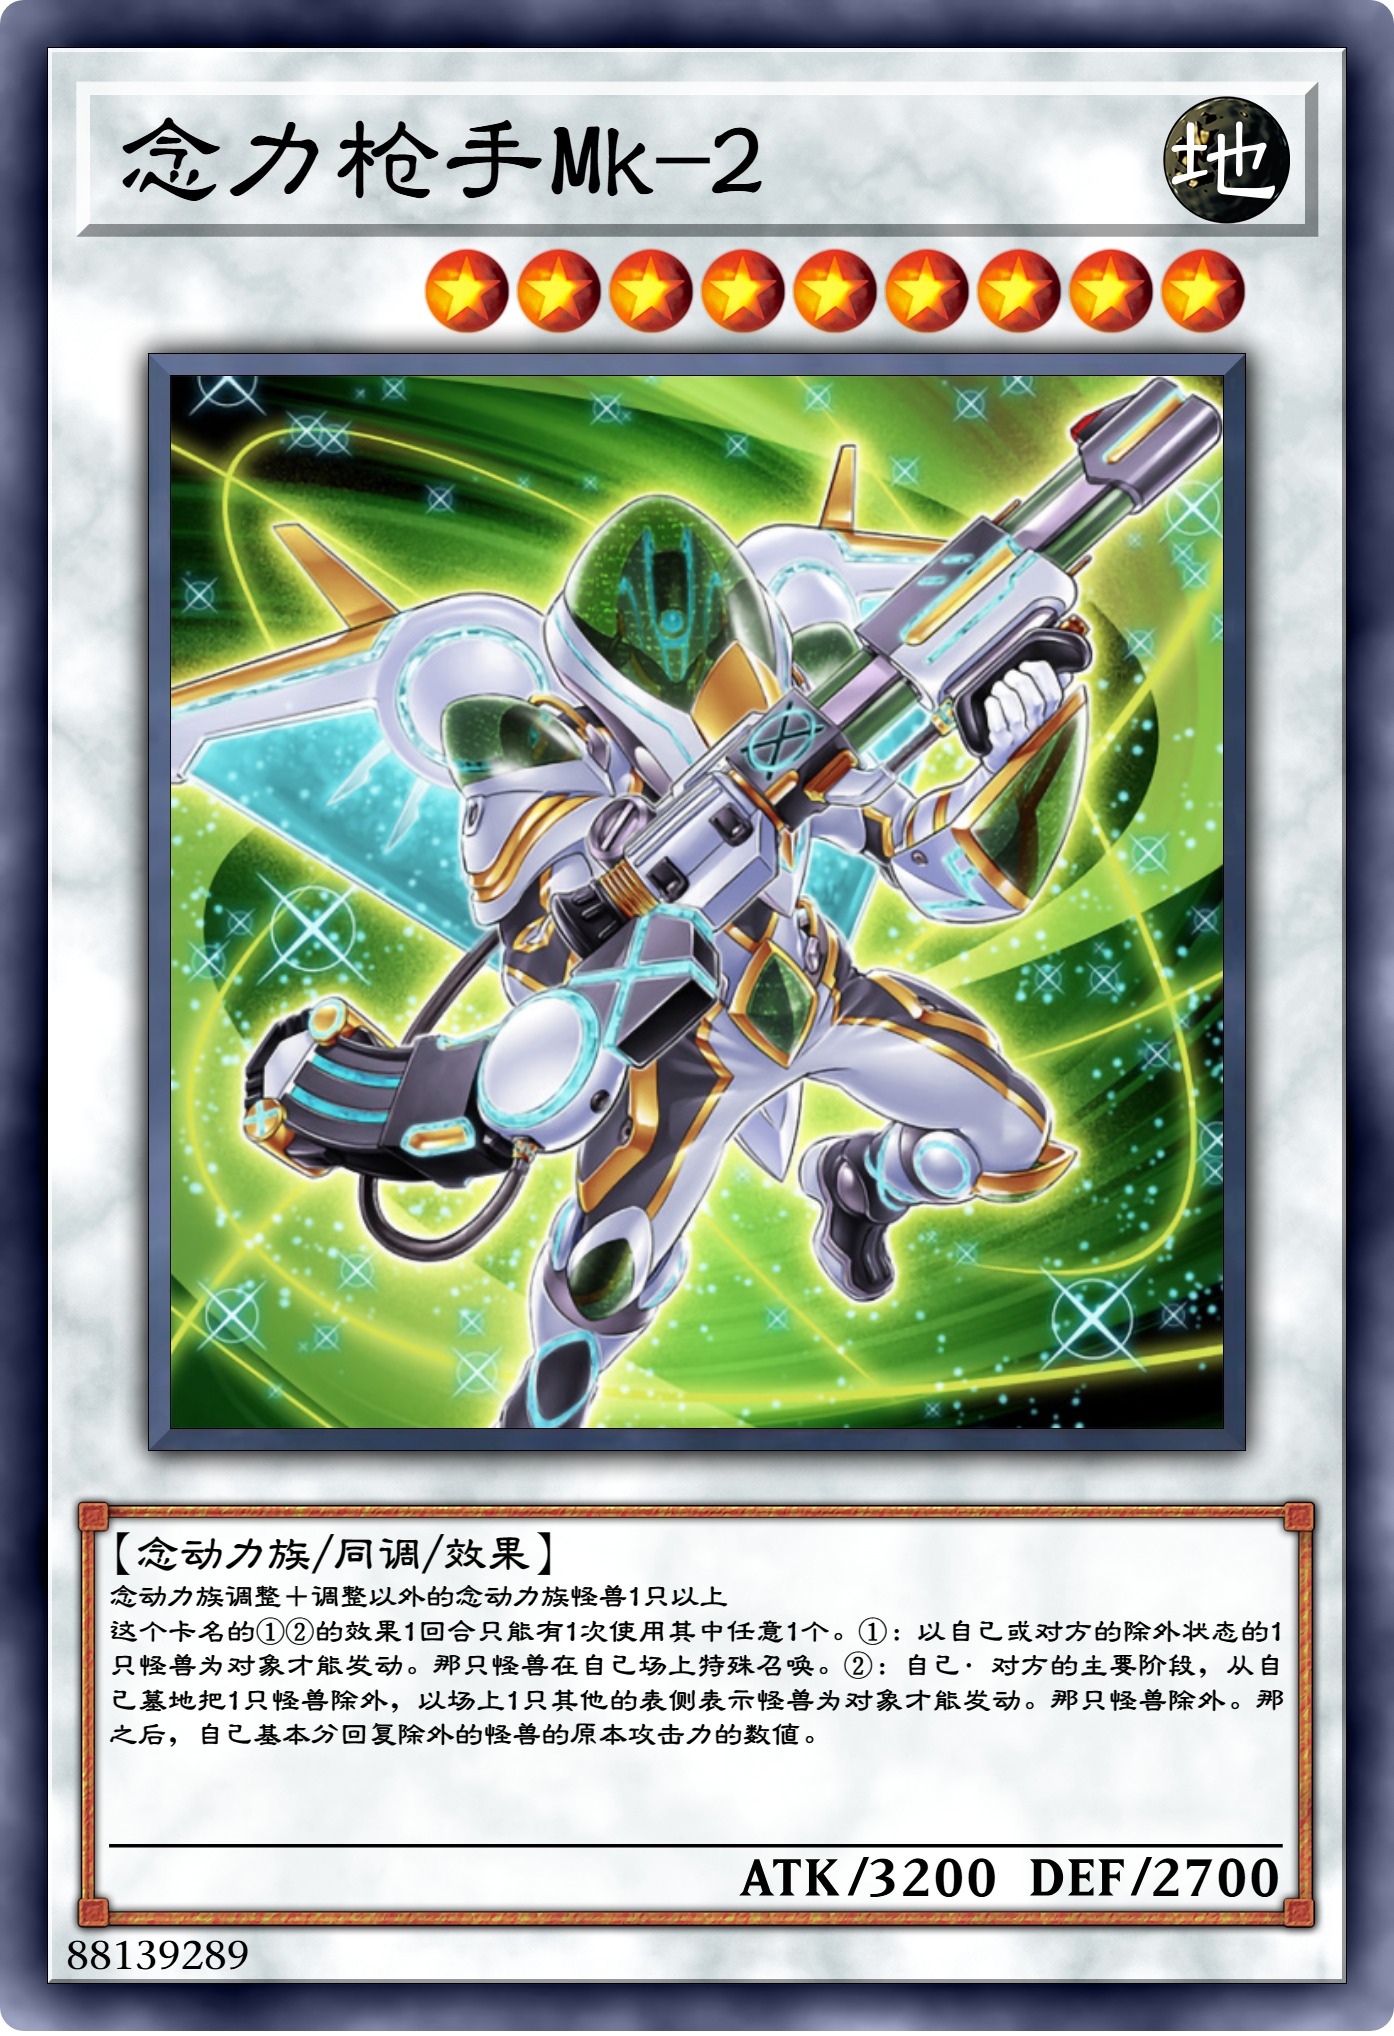 念力枪手Mk-2
地
【念动力族/同调/效果】
念动力族调整＋调整以外的念动力族怪兽1只以上
这个卡名的①②的效果1回合只能有1次使用其中任意1个。①：以自己或对方的除外状态的1
只怪兽为对象才能发动。那只怪兽在自己场上特殊召唤。②：自己·对方的主要阶段，从自
己墓地把1只怪兽除外，以场上1只其他的表侧表示怪兽为对象才能发动。那只怪兽除外。那
之后，自己基本分回复除外的怪兽的原本攻击力的数值。
ATK/3200 DEF/2700
88139289